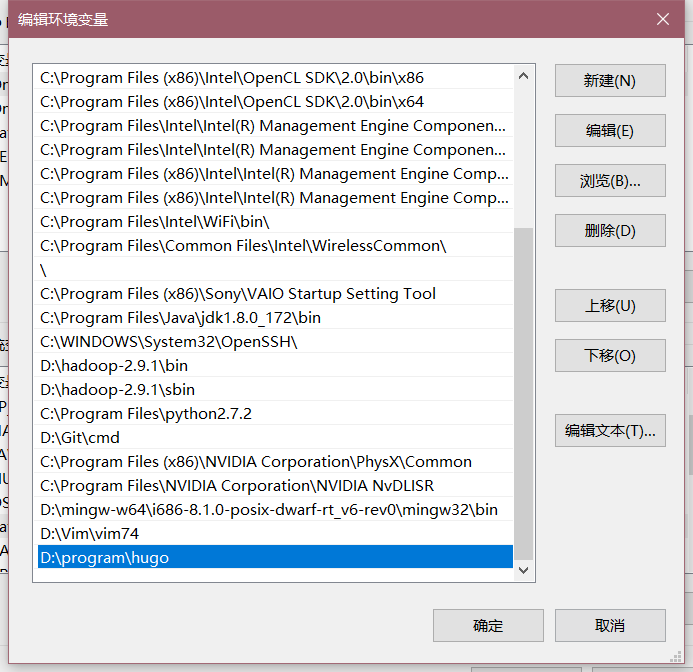 编辑环境变量
C:\Program Files (x86)\Intel\OpenCL SDK\2.0\bin\x86
C:\Program Files (x86)\Intel\OpenCL SDK\2.0\bin\x64
C:\Program Files\Intel\Intel(R) Management Engine Componen...
C:\Program Files\Intel\Intel(R) Management Engine Componen...
C:\Program Files (x86)\Intel\Intel(R) Management Engine Comp...
C:\Program Files (x86)\Intel\Intel(R) Management Engine Comp...
C:\Program Files\Intel\WiFi\bin\
C:\Program Files\Common Files\Intel\WirelessCommon\
\
C:\Program Files (x86)\Sony\VAIO Startup Setting Tool
C:\Program Files\Java\jdk1.8.0_172\bin
C:\WINDOWS\System32\OpenSSH\
D:\hadoop-2.9.1\bin
D:\hadoop-2.9.1\sbin
C:\Program Files\python2.7.2
D:\Git\cmd
C:\Program Files (x86)\NVIDIA Corporation\PhysX\Common
C:\Program Files\NVIDIA Corporation\NVIDIA NvDLISR
D:\mingw-w64\i686-8.1.0-posix-dwarf-rt_v6-rev0\mingw32\bin
D:\Vim\vim74
D:\program\hugo
新建(N)
编辑(E)
浏览(B)...
删除(D)
上移(U)
下移(O)
编辑文本(T)...
确定
取消